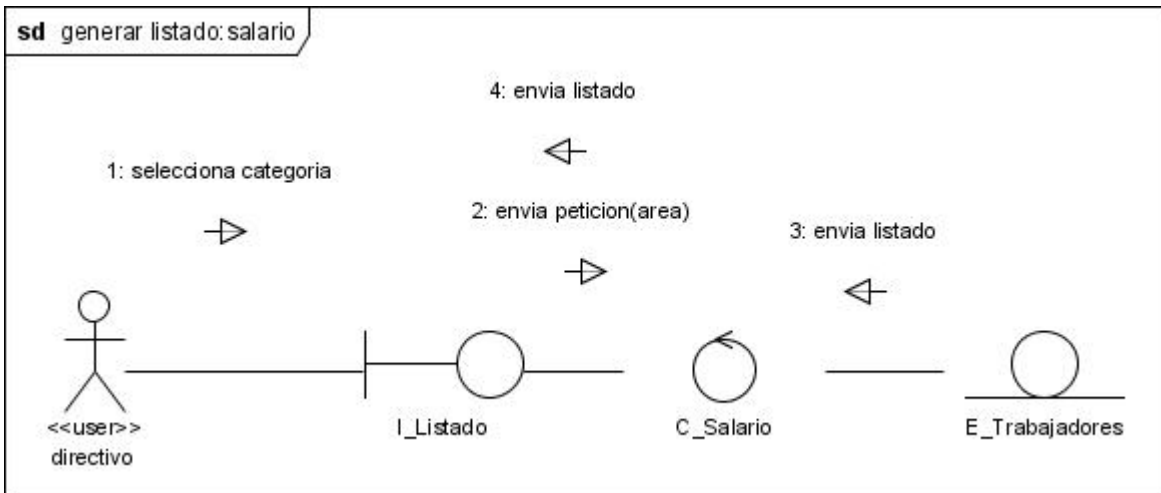 sd generar listado:salario
4: envia listado
1: selecciona categoria
2: envia peticion(area)
3: envia listado
<<user>>
directivo
I_Listado
C_Salario
E_Trabajadores